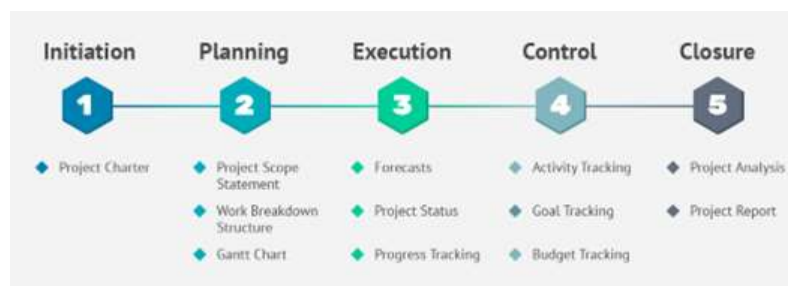 Initiation
Planning
Execution
Control
Closure
1
2
3
4
5
Project Charter
Project Scope
Statement
Work Breakdown
Structure
Gantt Chart
Forecasts
Project Status
Progress Tracking
Activity Tracking
Goal Tracking
Budget Tracking
Project Analysis
Project Report